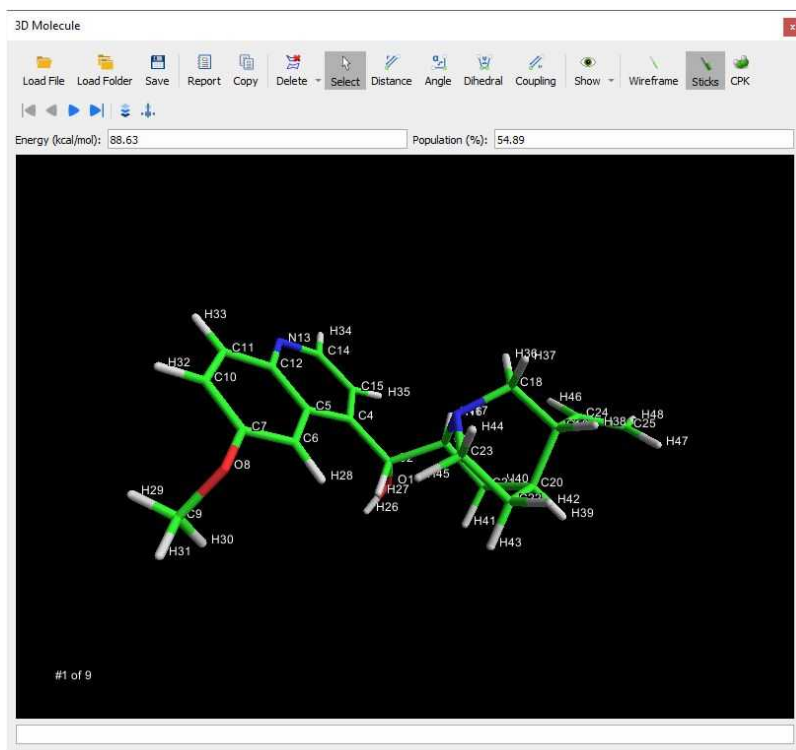 3D Molecule
x
Load File Load Folder Save Report Copy Delete Select Distance Angle Dihedral Coupling Show Wireframe Sticks CPK
Energy (kcal/mol): 88.63 Population (%): 54.89
H33
N13 H34
C11 C14
H32 C12 H36 H37
C10 C15 H35 C18
C5 C4 H46 C24 H48
C7 C6 H44 H38 C25
C23 H47
O8 H28 O1 H45 H40 C20
H29 H27 H42
C9 H26 H41 H39
H31 H30 H43
#1 of 9